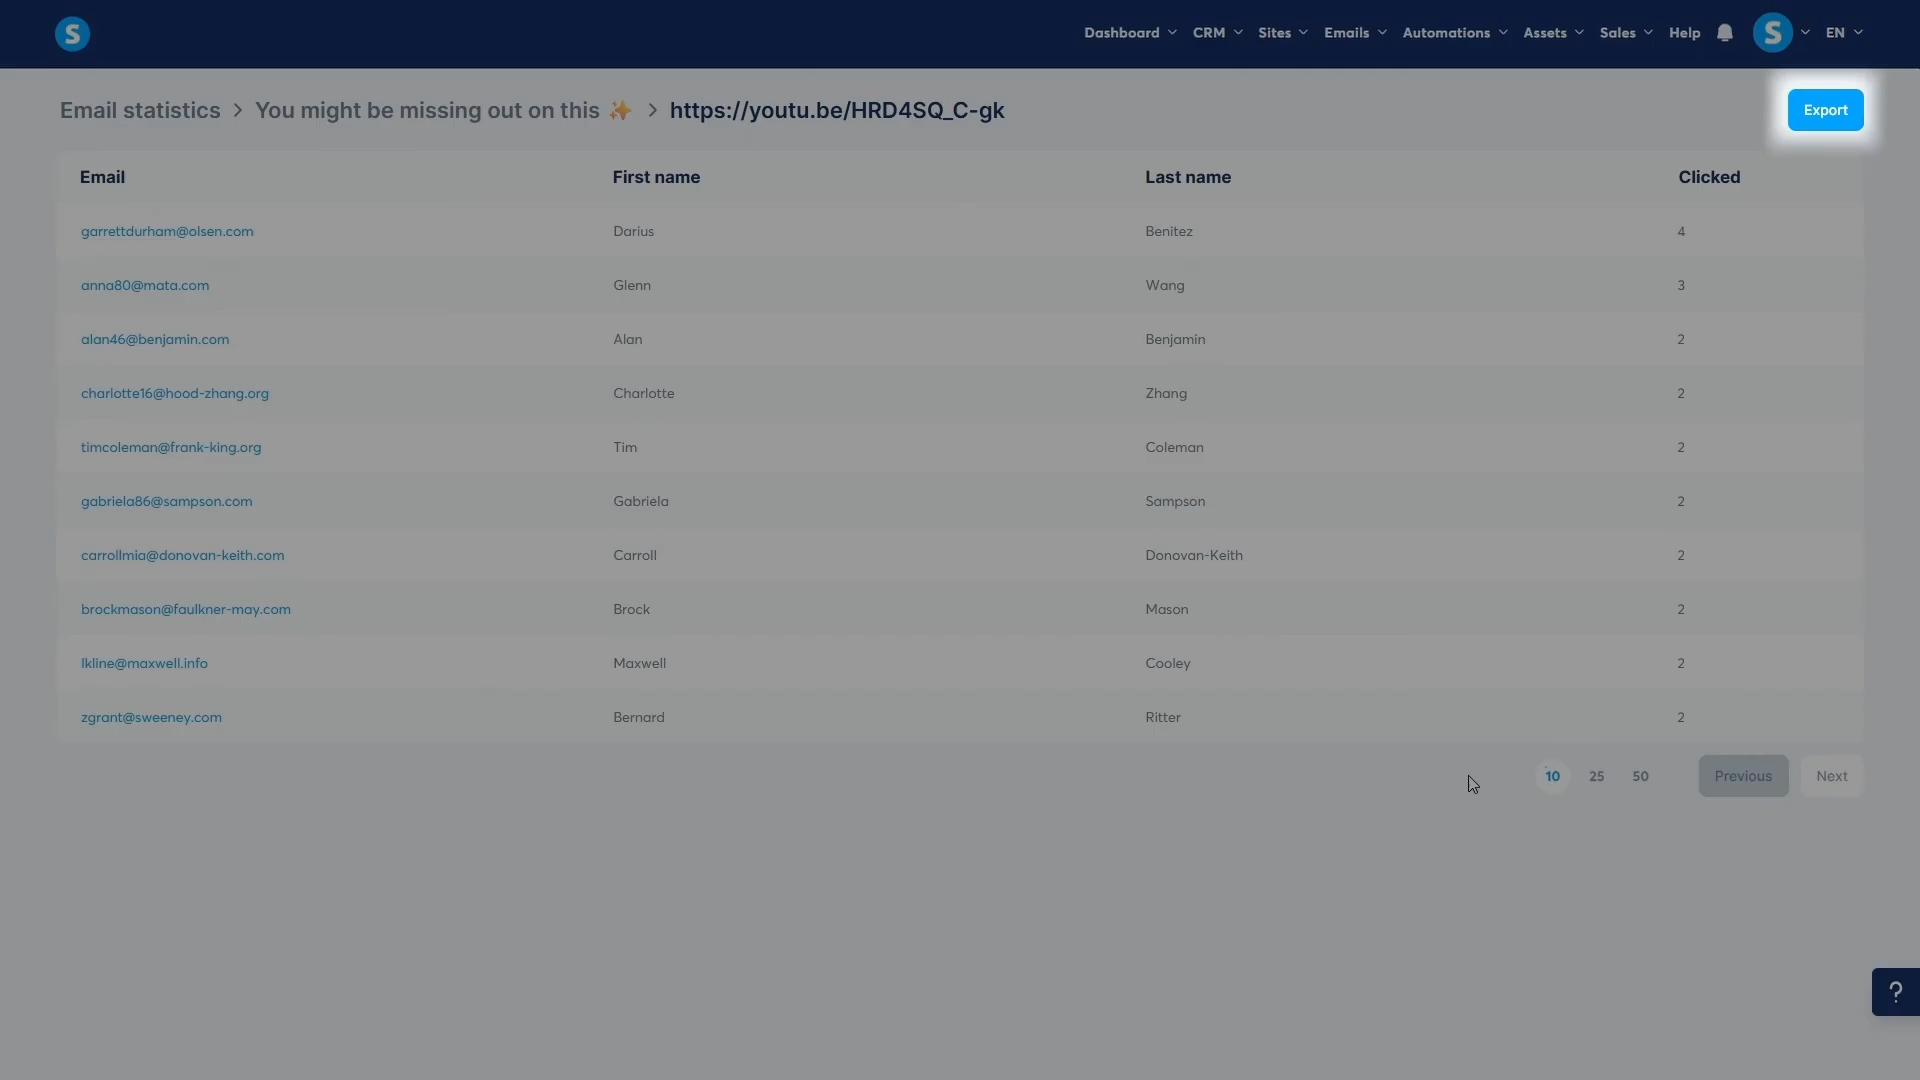 S Dashboard CRM Sites Emails Automations Assets Sales Help S EN
Email statistics > You might be missing out on this ✨ > https://youtu.be/HRD4SQ_C-gk Export
Email First name Last name Clicked
garrettdurham@olsen.com Darius Benitez 4
anna80@mata.com Glenn Wang 3
alan46@benjamin.com Alan Benjamin 2
charlotte16@hood-zhang.org Charlotte Zhang 2
timcoleman@frank-king.org Tim Coleman 2
gabriela86@sampson.com Gabriela Sampson 2
carrollmia@donovan-keith.com Carroll Donovan-Keith 2
brockmason@faulkner-may.com Brock Mason 2
lkline@maxwell.info Maxwell Cooley 2
zgrant@sweeney.com Bernard Ritter 2
10 25 50 Previous Next
?